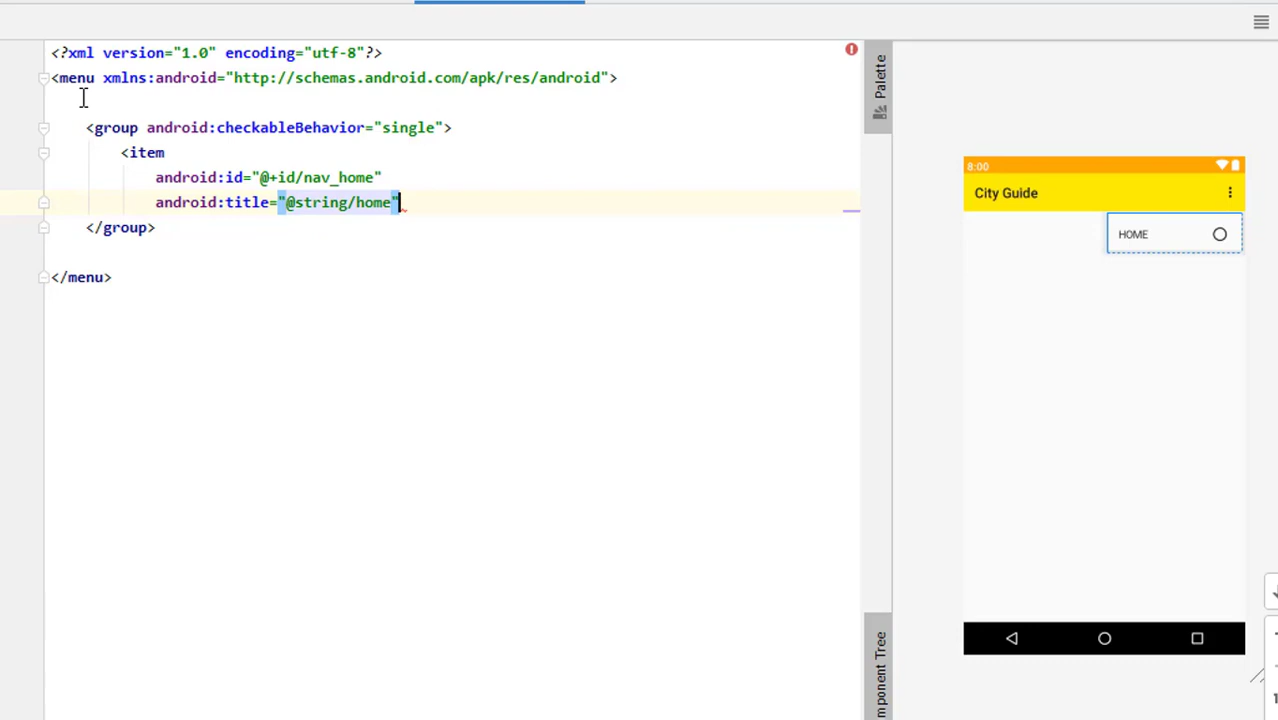 <?xml version="1.0" encoding="utf-8"?>
<menu xmlns:android="http://schemas.android.com/apk/res/android">
<group android:checkableBehavior="single">
<item
android:id="@+id/nav_home"
android:title="@string/home"
</group>
</menu>
Palette
mponent Tree
8:00
City Guide
HOME